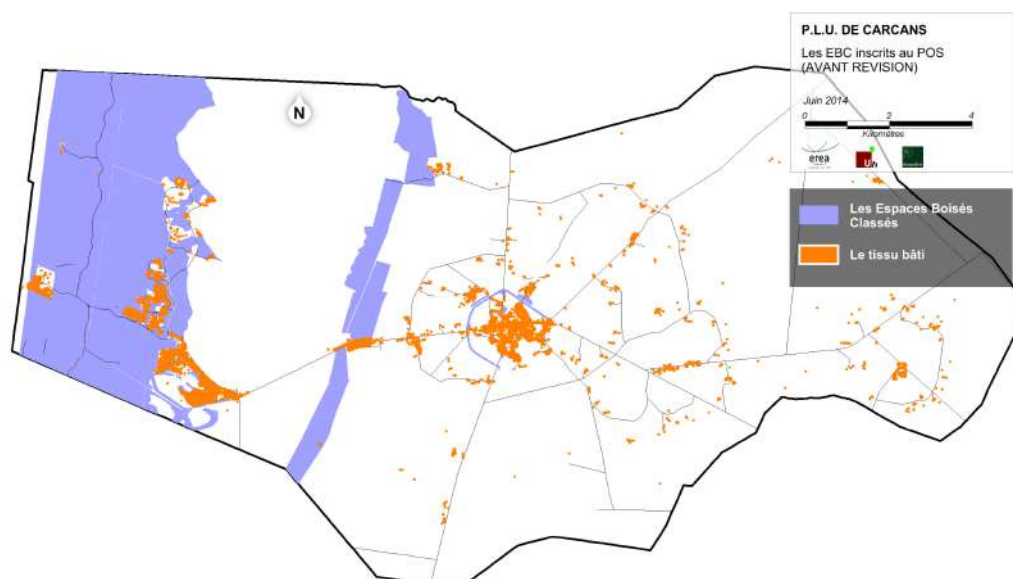 P.L.U. DE CARCANS
Les EBC inscrits au POS
(AVANT REVISION)
Juin 2014
0 2 4
Kilomètres
erea
Uh
N
Les Espaces Boisés
Classés
Le tissu bâti